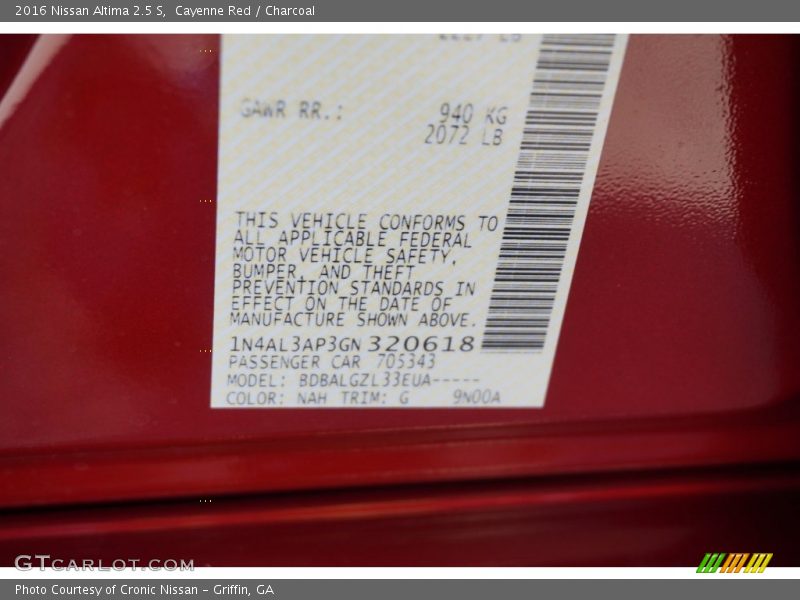 2016 Nissan Altima 2.5 S, Cayenne Red / Charcoal
GAWR RR.: 940 KG
2072 LB
THIS VEHICLE CONFORMS TO
ALL APPLICABLE FEDERAL
MOTOR VEHICLE SAFETY,
BUMPER, AND THEFT
PREVENTION STANDARDS IN
EFFECT ON THE DATE OF
MANUFACTURE SHOWN ABOVE.
1N4AL3AP3GN 320618
PASSENGER CAR 705343
MODEL: BDBALGZL33EUA-----
COLOR: NAH TRIM: G 9N00A
GTCARLOT.COM
Photo Courtesy of Cronic Nissan - Griffin, GA